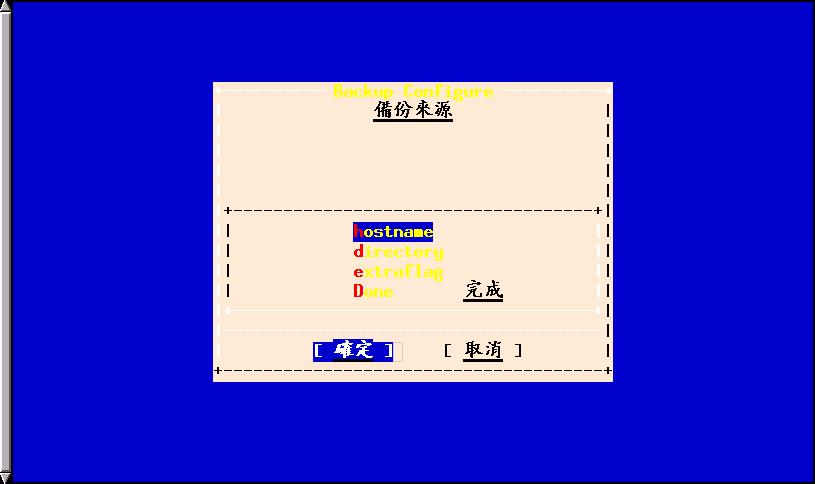 Backup Configure
備份來源
hostname
directory
extraflag
Done 完成
[ 確定 ] [ 取消 ]